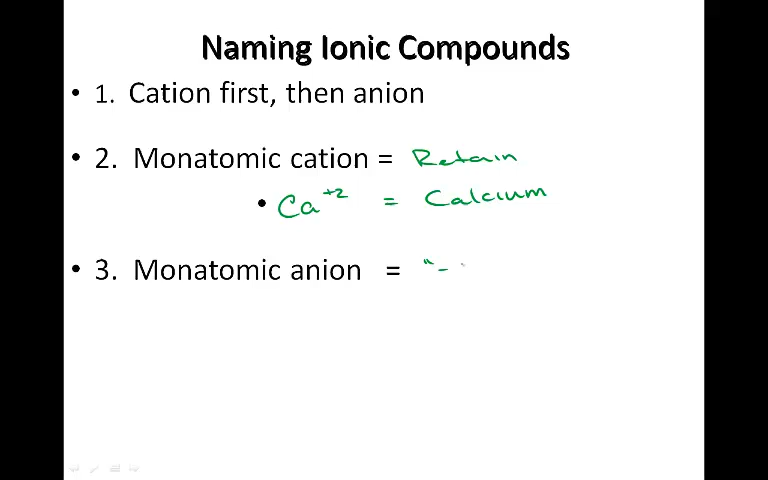 Naming Ionic Compounds
• 1. Cation first, then anion
• 2. Monatomic cation = Retain
• Ca+2 = Calcium
• 3. Monatomic anion = "-